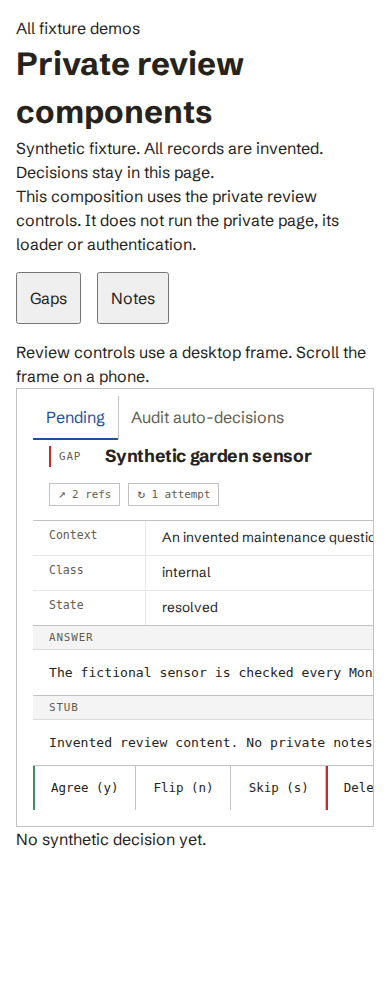 All fixture demos
Private review
components
Synthetic fixture. All records are invented.
Decisions stay in this page.
This composition uses the private review
controls. It does not run the private page, its
loader or authentication.
Gaps Notes
Review controls use a desktop frame. Scroll the
frame on a phone.
Pending Audit auto-decisions
GAP Synthetic garden sensor
↗ 2 refs ↻ 1 attempt
Context An invented maintenance
Class internal
State resolved
ANSWER
The fictional sensor is checked every
STUB
Invented review content. No private notes
Agree (y) Flip (n) Skip (s)
No synthetic decision yet.